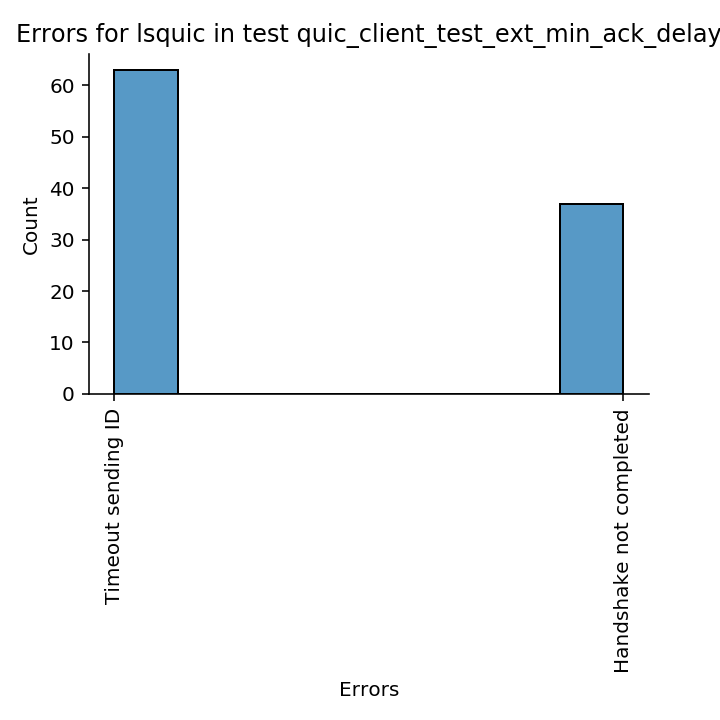 Errors for lsquic in test quic_client_test_ext_min_ack_delay
60
50
40
30
20
10
0
Count
Timeout sending ID
Handshake not completed
Errors